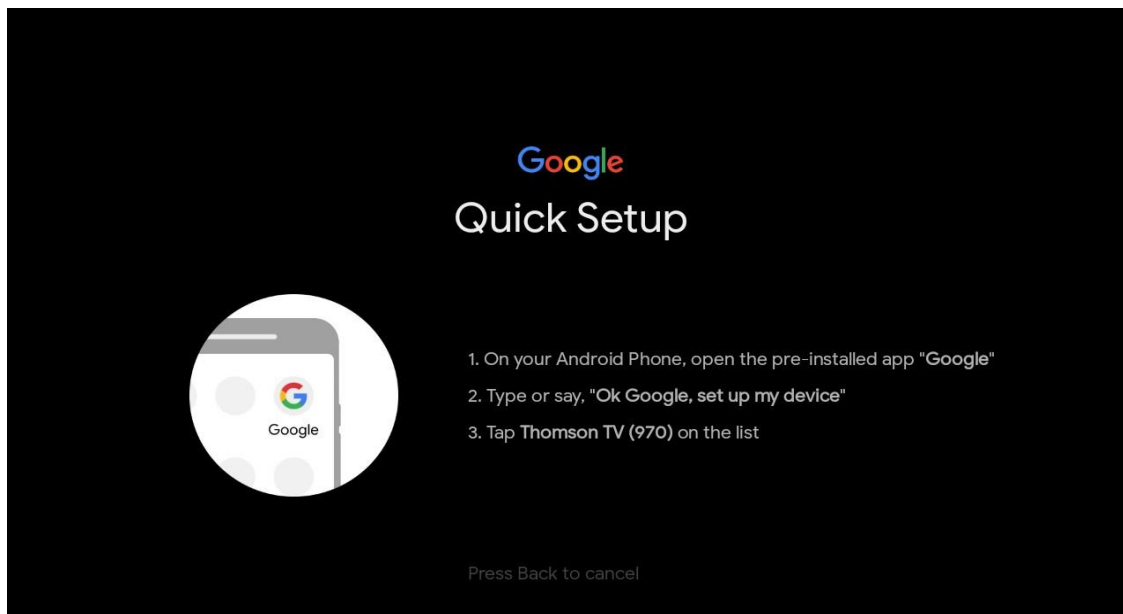 Google
Quick Setup
Google
1. On your Android Phone, open the pre-installed app "Google"
2. Type or say, "Ok Google, set up my device"
3. Tap Thomson TV (970) on the list
Press Back to cancel